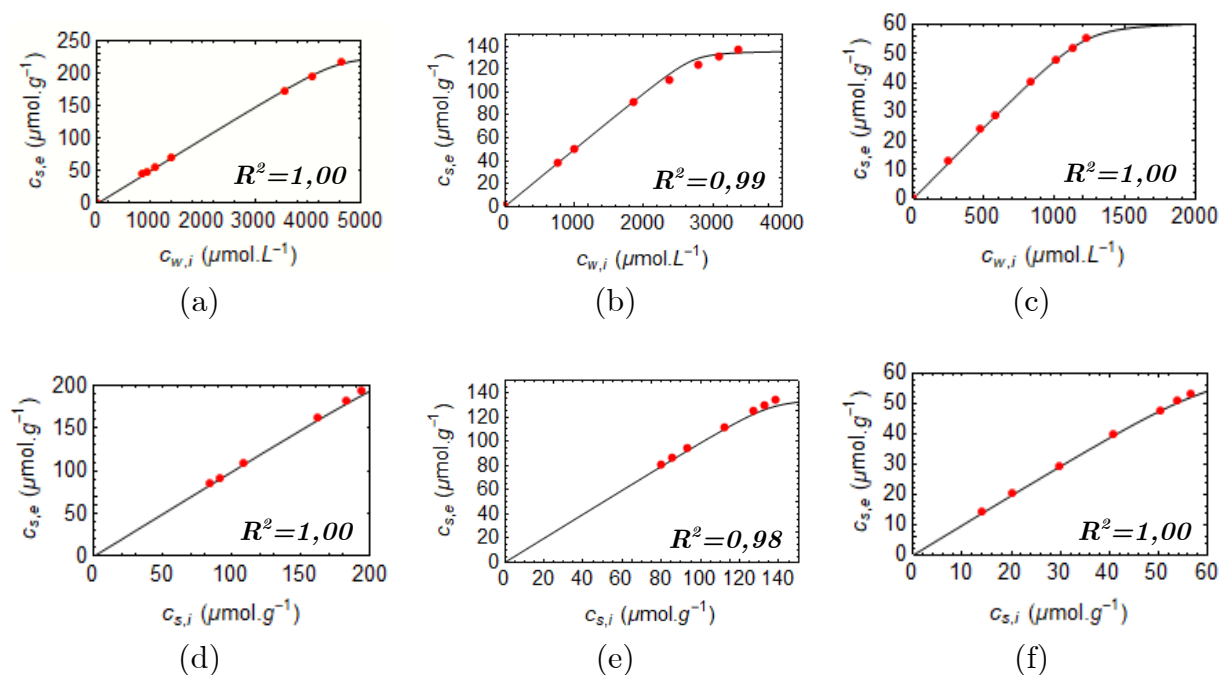 250
200
150
100
50
0
c_{s,e} (µmol.g⁻¹)
R²=1,00
0 1000 2000 3000 4000 5000
c_{w,i} (µmol.L⁻¹)
(a)
140
120
100
80
60
40
20
0
c_{s,e} (µmol.g⁻¹)
R²=0,99
0 1000 2000 3000 4000
c_{w,i} (µmol.L⁻¹)
(b)
60
50
40
30
20
10
0
c_{s,e} (µmol.g⁻¹)
R²=1,00
0 500 1000 1500 2000
c_{w,i} (µmol.L⁻¹)
(c)
200
150
100
50
0
c_{s,e} (µmol.g⁻¹)
R²=1,00
0 50 100 150 200
c_{s,i} (µmol.g⁻¹)
(d)
140
120
100
80
60
40
20
0
c_{s,e} (µmol.g⁻¹)
R²=0,98
0 20 40 60 80 100 120 140
c_{s,i} (µmol.g⁻¹)
(e)
60
50
40
30
20
10
0
c_{s,e} (µmol.g⁻¹)
R²=1,00
0 10 20 30 40 50 60
c_{s,i} (µmol.g⁻¹)
(f)